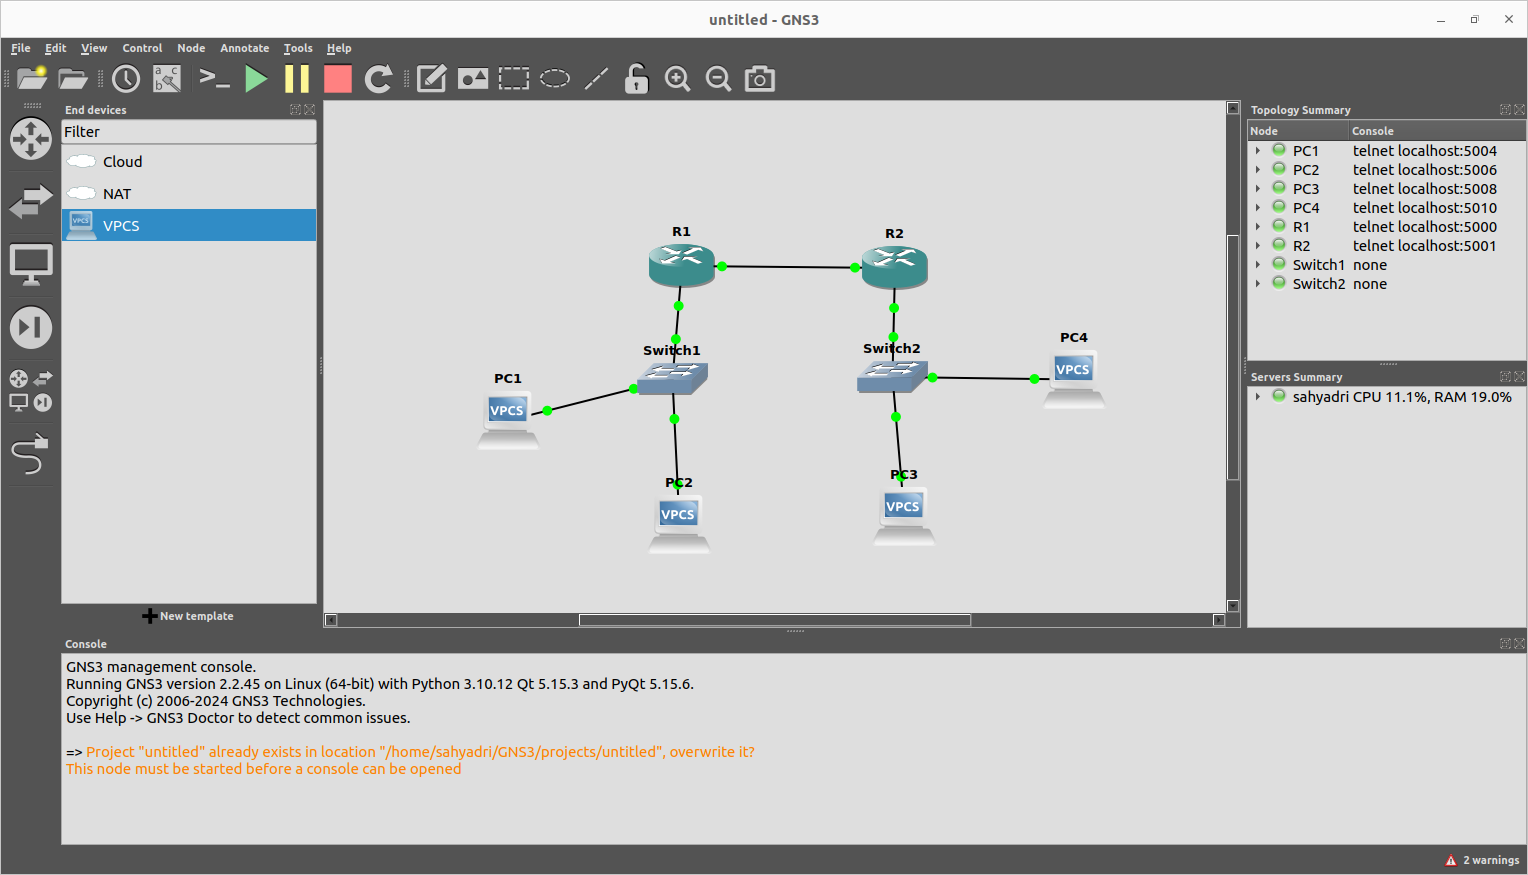 untitled - GNS3
File Edit View Control Node Annotate Tools Help
a c
b
End devices
Filter
Cloud
NAT
VPCS
VPCS
New template
R1
R2
Switch1
Switch2
PC4
VPCS
PC1
VPCS
PC2
VPCS
PC3
VPCS
Topology Summary
Node Console
PC1 telnet localhost:5004
PC2 telnet localhost:5006
PC3 telnet localhost:5008
PC4 telnet localhost:5010
R1 telnet localhost:5000
R2 telnet localhost:5001
Switch1 none
Switch2 none
Servers Summary
sahyadri CPU 11.1%, RAM 19.0%
Console
GNS3 management console.
Running GNS3 version 2.2.45 on Linux (64-bit) with Python 3.10.12 Qt 5.15.3 and PyQt 5.15.6.
Copyright (c) 2006-2024 GNS3 Technologies.
Use Help -> GNS3 Doctor to detect common issues.
=> Project "untitled" already exists in location "/home/sahyadri/GNS3/projects/untitled", overwrite it?
This node must be started before a console can be opened
2 warnings